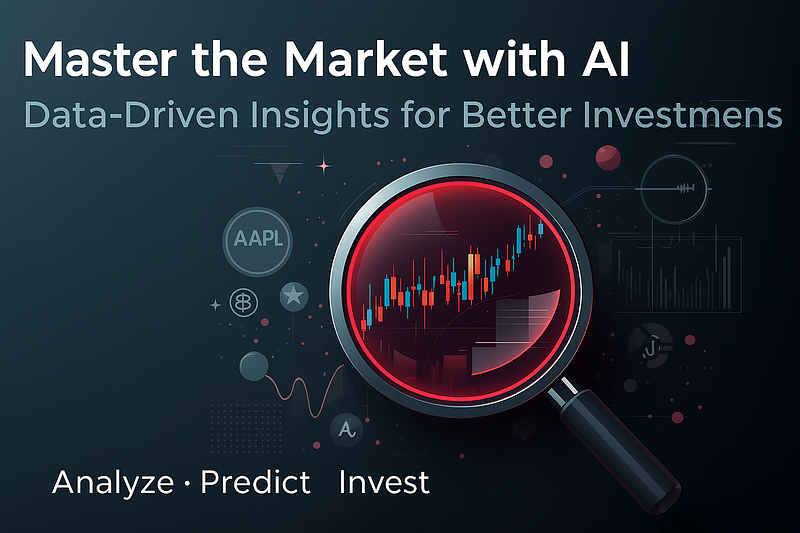 Master the Market with AI
Data-Driven Insights for Better Investmens
AAPL
Analyze · Predict Invest